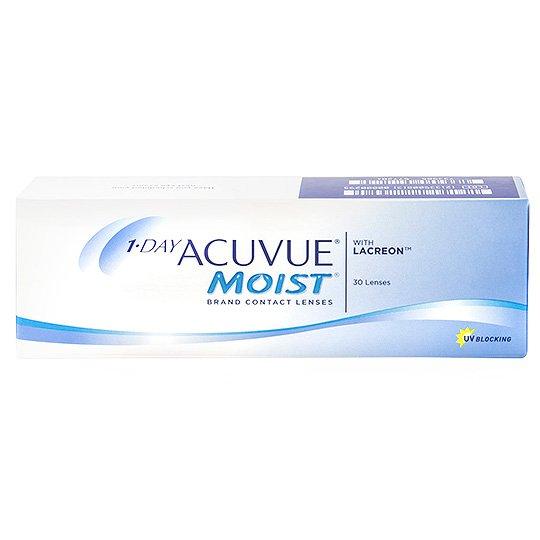 1·DAY ACUVUE®
MOIST®
BRAND CONTACT LENSES
WITH
LACREON™
30 Lenses
UV BLOCKING